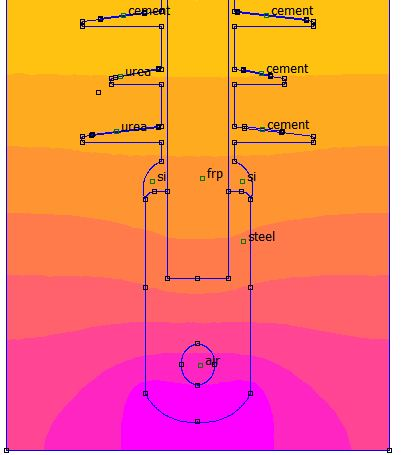 cement cement
urea cement
urea cement
si frp si
steel
air